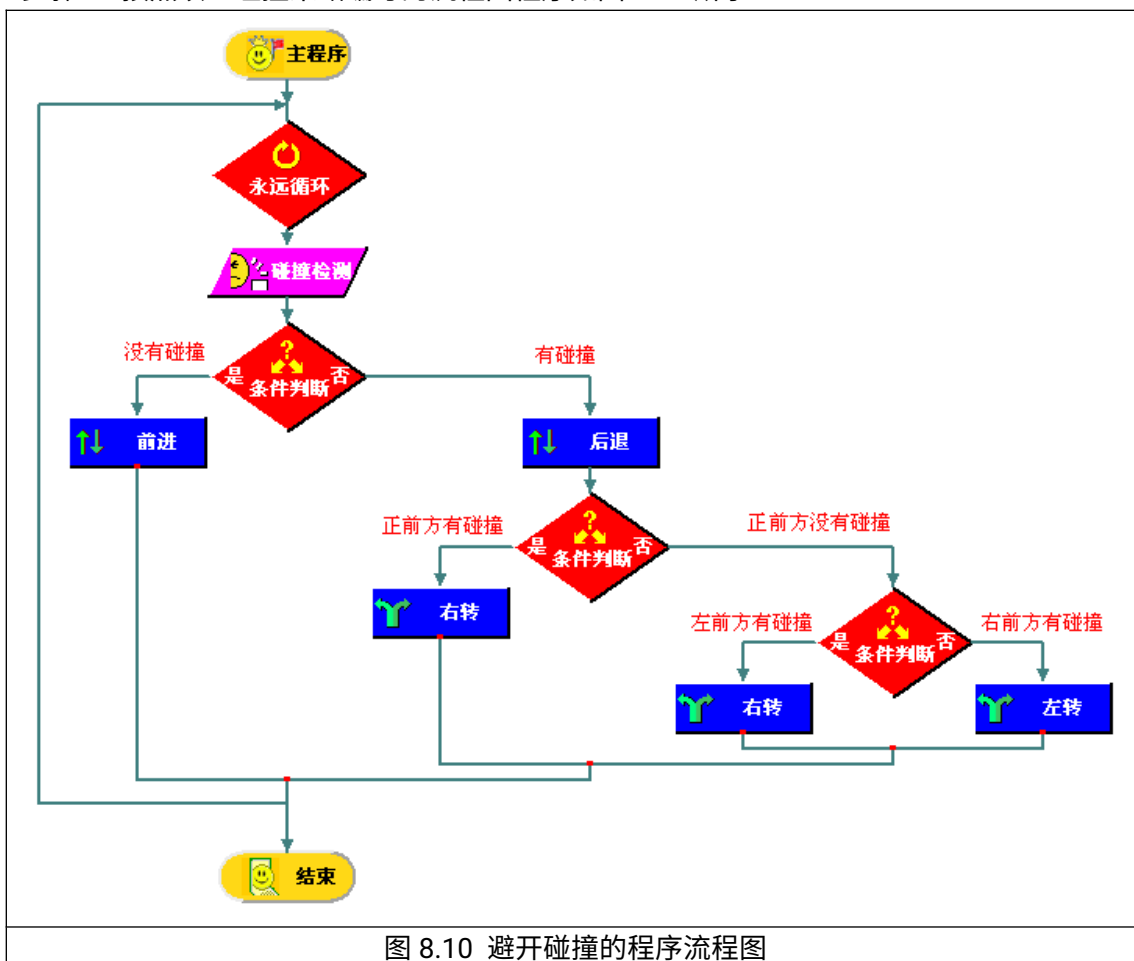 主程序
永远循环
碰撞检测
没有碰撞
有碰撞
是 条件判断 否
前进
后退
正前方有碰撞
正前方没有碰撞
是 条件判断 否
右转
左前方有碰撞
右前方有碰撞
是 条件判断 否
右转
左转
结束
图 8.10 避开碰撞的程序流程图